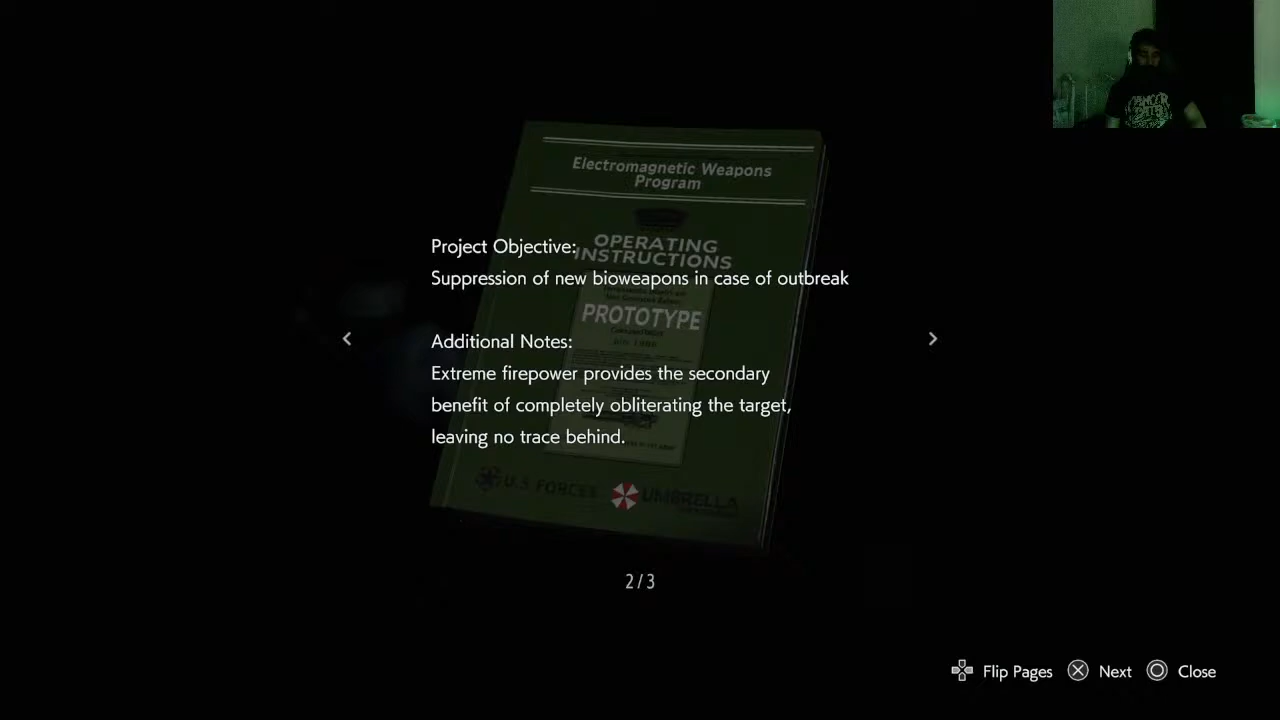 Electromagnetic Weapons
Program
OPERATING
INSTRUCTIONS
Project Objective:
Suppression of new bioweapons in case of outbreak
PROTOTYPE
Additional Notes:
Extreme firepower provides the secondary
benefit of completely obliterating the target,
leaving no trace behind.
U.S. FORCES
UMBRELLA
2/3
Flip Pages
Next
Close